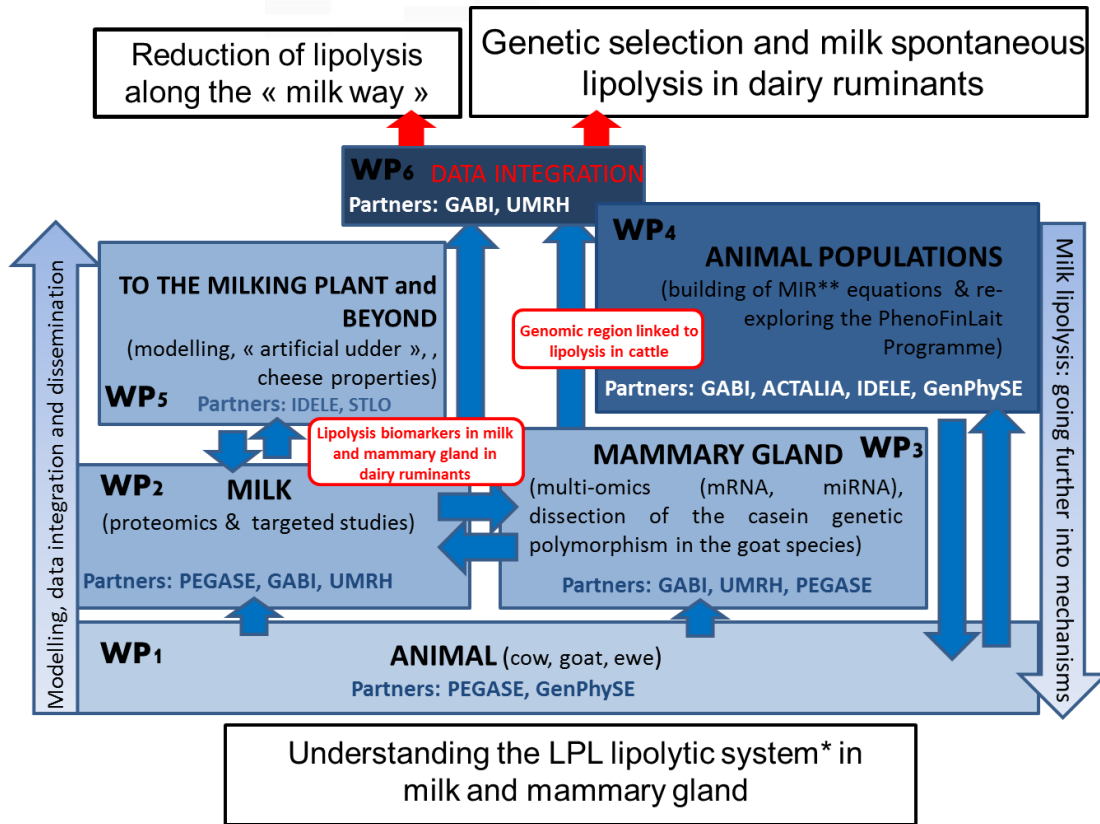 Reduction of lipolysis
along the « milk way »
Genetic selection and milk spontaneous
lipolysis in dairy ruminants
WP6 DATA INTEGRATION
Partners: GABI, UMRH
WP4
ANIMAL POPULATIONS
(building of MIR** equations & re-
exploring the PhenoFinLait
Programme)
Partners: GABI, ACTALIA, IDELE, GenPhySE
TO THE MILKING PLANT and
BEYOND
(modelling, « artificial udder », ,
cheese properties)
WP5
Partners: IDELE, STLO
Genomic region linked to
lipolysis in cattle
Lipolysis biomarkers in milk
and mammary gland in
dairy ruminants
WP2
MILK
(proteomics & targeted studies)
Partners: PEGASE, GABI, UMRH
MAMMARY GLAND WP3
(multi-omics (mRNA, miRNA),
dissection of the casein genetic
polymorphism in the goat species)
Partners: GABI, UMRH, PEGASE
WP1
ANIMAL (cow, goat, ewe)
Partners: PEGASE, GenPhySE
Modelling, data integration and dissemination
Milk lipolysis: going further into mechanisms
Understanding the LPL lipolytic system* in
milk and mammary gland